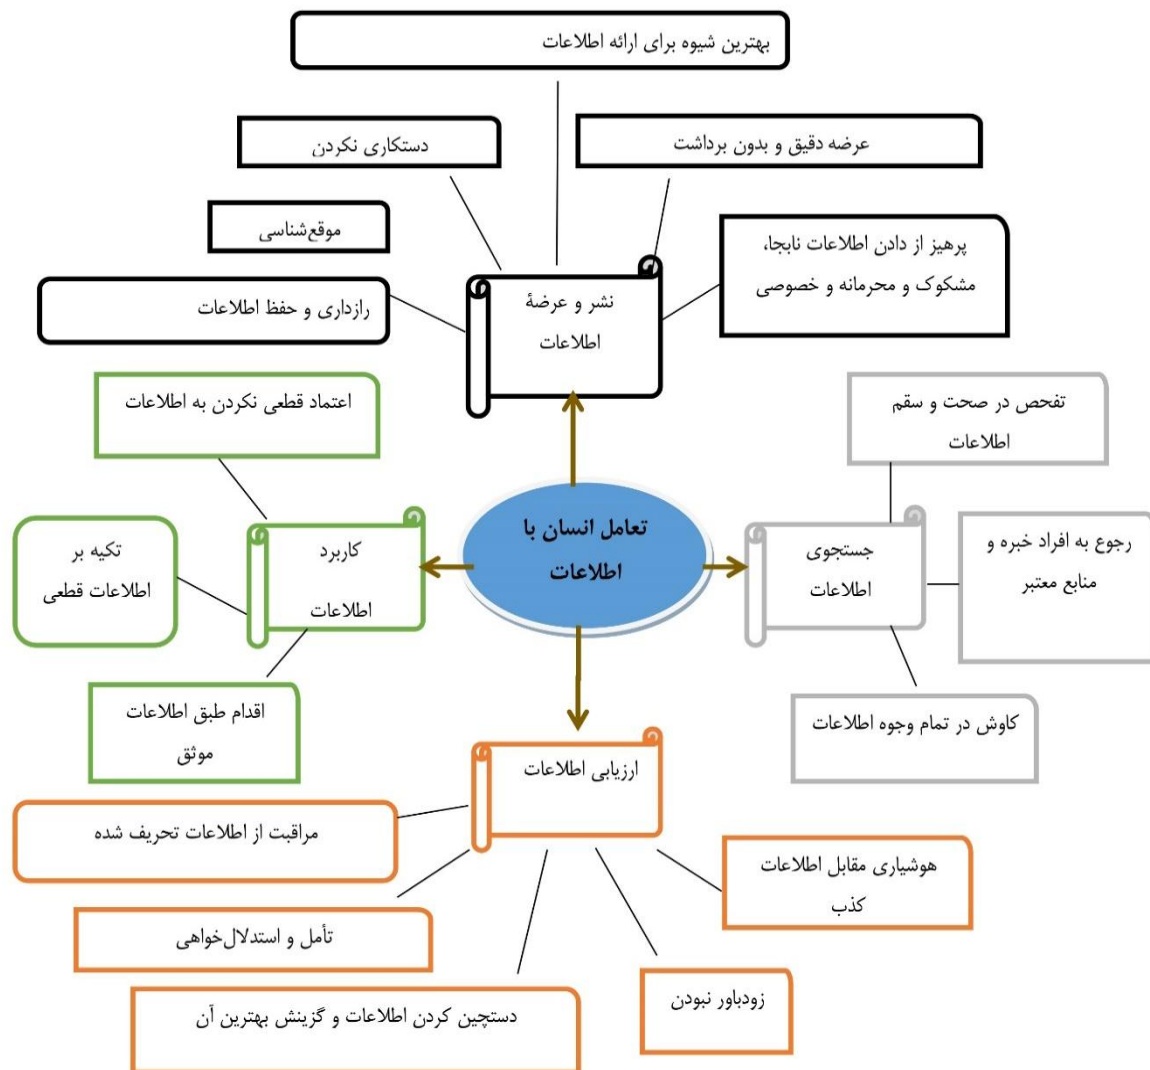 بهترین شیوه برای ارائه اطلاعات
دستکاری نکردن
عرضه دقیق و بدون برداشت
موقع‌شناسی
پرهیز از دادن اطلاعات نابجا،
مشکوک و محرمانه و خصوصی
رازداری و حفظ اطلاعات
نشر و عرضهٔ
اطلاعات
اعتماد قطعی نکردن به اطلاعات
تفحص در صحت و سقم
اطلاعات
تعامل انسان با
اطلاعات
کاربرد
اطلاعات
تکیه بر
اطلاعات قطعی
جستجوی
اطلاعات
رجوع به افراد خبره و
منابع معتبر
اقدام طبق اطلاعات
موثق
کاوش در تمام وجوه اطلاعات
ارزیابی اطلاعات
مراقبت از اطلاعات تحریف شده
هوشیاری مقابل اطلاعات
کذب
تأمل و استدلال‌خواهی
زودباور نبودن
دستچین کردن اطلاعات و گزینش بهترین آن